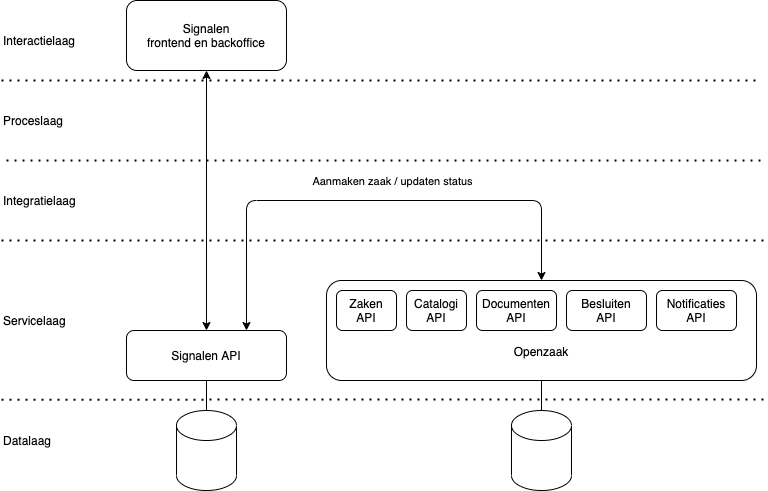 Interactielaag
Signalen
frontend en backoffice
Proceslaag
Integratielaag
Aanmaken zaak / updaten status
Servicelaag
Signalen API
Zaken
API
Catalogi
API
Documenten
API
Besluiten
API
Notificaties
API
Openzaak
Datalaag